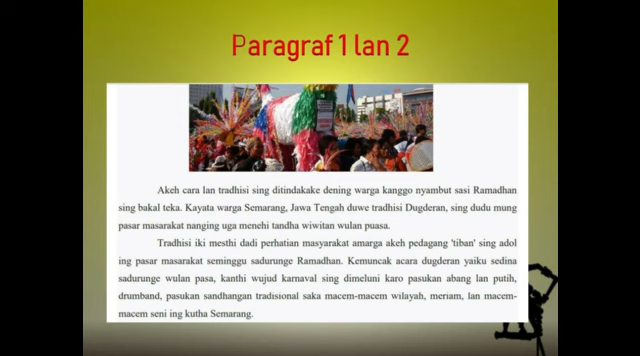 Paragraf 1 lan 2
Akeh cara lan tradhisi sing ditindakake dening warga kanggo nyambut sasi Ramadhan
sing bakal teka. Kayata warga Semarang, Jawa Tengah duwe tradhisi Dugderan, sing dudu mung
pasar masarakat nanging uga menehi tandha wiwitan wulan puasa.
Tradhisi iki mesthi dadi perhatian masyarakat amarga akeh pedagang 'tiban' sing adol
ing pasar masarakat seminggu sadurunge Ramadhan. Kemuncak acara dugderan yaiku sedina
sadurunge wulan pasa, kanthi wujud karnaval sing dimeluni karo pasukan abang lan putih,
drumband, pasukan sandhangan tradisional saka macem-macem wilayah, meriam, lan macem-
macem seni ing kutha Semarang.